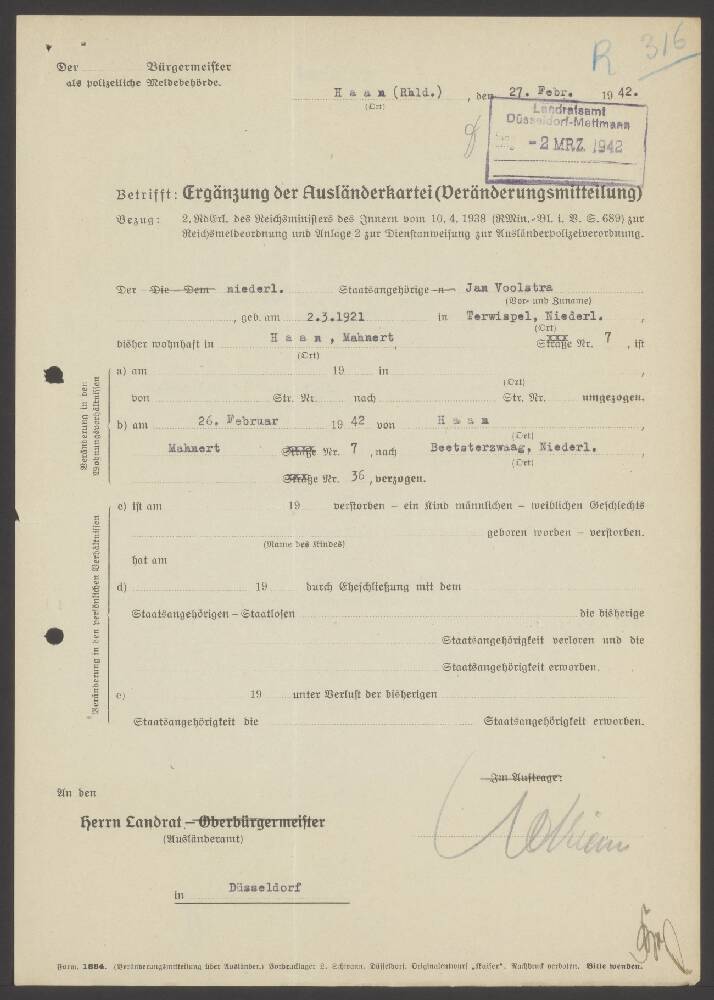 R 316
Der Bürgermeister
als polizeiliche Meldebehörde.
Haan (Rhld.), den 27. Febr. 1942.
(Ort)
Landratsamt
Düsseldorf-Mettmann
-2 MRZ. 1942
Betrifft: Ergänzung der Ausländerkartei (Veränderungsmitteilung)
Bezug: 2. RdErl. des Reichsministers des Innern vom 10. 4. 1938 (RMin.-Bl. i. V. S. 689) zur
Reichsmeldeordnung und Anlage 2 zur Dienstanweisung zur Ausländerpolizeiverordnung.
Der Die Dem niederl. Staatsangehörige n Jan Voolstra
(Vor- und Zuname)
, geb. am 2.3.1921 in Terwispel, Niederl.,
(Ort)
bisher wohnhaft in Haan, Mahnert Straße Nr. 7, ist
(Ort)
Veränderung in den Wohnungsverhältnissen
a) am 19 in ,
(Ort)
von Str. Nr. nach Str. Nr. umgezogen.
b) am 26. Februar 1942 von Haan,
(Ort)
Mahnert Straße Nr. 7, nach Beetsterzwaag, Niederl.,
(Ort)
Straße Nr. 36, verzogen.
Veränderung in den persönlichen Verhältnissen
c) ist am 19 verstorben – ein Kind männlichen – weiblichen Geschlechts
geboren worden – verstorben.
(Name des Kindes)
hat am
d) 19 durch Eheschließung mit dem
Staatsangehörigen – Staatlosen die bisherige
Staatsangehörigkeit verloren und die
Staatsangehörigkeit erworben.
e) 19 unter Verlust der bisherigen
Staatsangehörigkeit die Staatsangehörigkeit erworben.
Im Auftrage:
An den
Herrn Landrat – Oberbürgermeister
(Ausländeramt)
in Düsseldorf
Form. 1884. (Veränderungsmitteilung über Ausländer.) Vordrucklager L. Schwann, Düsseldorf. Originalentwurf „Kaiser“. Nachdruck verboten. Bitte wenden.